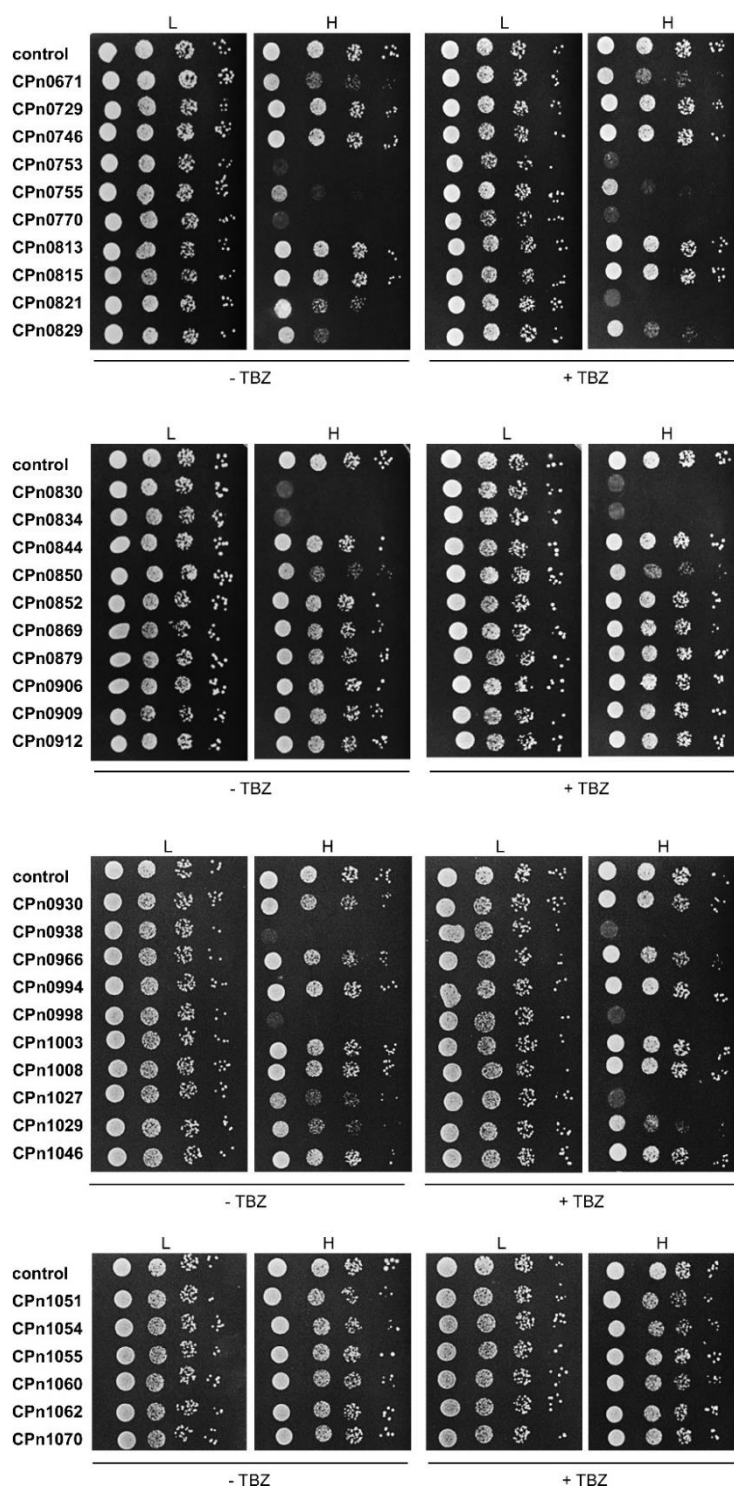 L H L H
control
CPn0671
CPn0729
CPn0746
CPn0753
CPn0755
CPn0770
CPn0813
CPn0815
CPn0821
CPn0829
- TBZ + TBZ
L H L H
control
CPn0830
CPn0834
CPn0844
CPn0850
CPn0852
CPn0869
CPn0879
CPn0906
CPn0909
CPn0912
- TBZ + TBZ
L H L H
control
CPn0930
CPn0938
CPn0966
CPn0994
CPn0998
CPn1003
CPn1008
CPn1027
CPn1029
CPn1046
- TBZ + TBZ
L H L H
control
CPn1051
CPn1054
CPn1055
CPn1060
CPn1062
CPn1070
- TBZ + TBZ